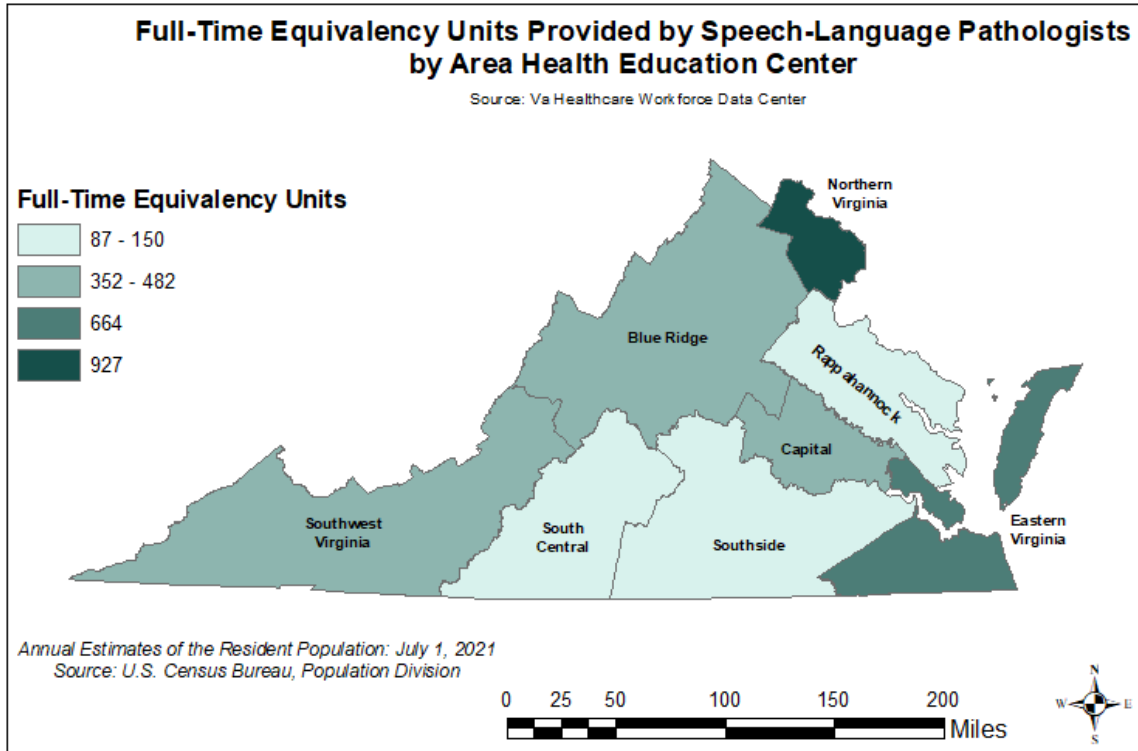 Full-Time Equivalency Units Provided by Speech-Language Pathologists
by Area Health Education Center
Source: Va Healthcare Workforce Data Center
Full-Time Equivalency Units
87 - 150
352 - 482
664
927
Northern
Virginia
Blue Ridge
Rappahannock
Capital
Southwest
Virginia
South
Central
Southside
Eastern
Virginia
Annual Estimates of the Resident Population: July 1, 2021
Source: U.S. Census Bureau, Population Division
0 25 50 100 150 200
Miles
N
W E
S